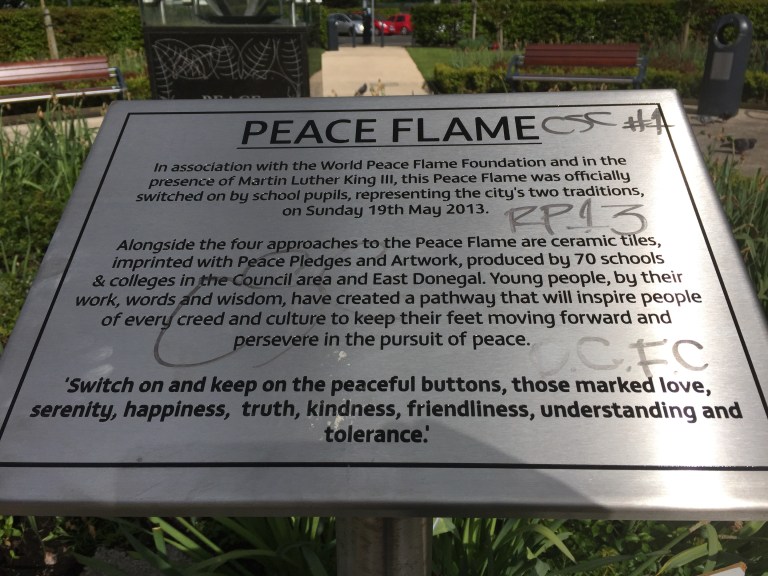 PEACE
PEACE FLAME CSC #1
In association with the World Peace Flame Foundation and in the
presence of Martin Luther King III, this Peace Flame was officially
switched on by school pupils, representing the city's two traditions,
on Sunday 19th May 2013.
RP13
Alongside the four approaches to the Peace Flame are ceramic tiles,
imprinted with Peace Pledges and Artwork, produced by 70 schools
& colleges in the Council area and East Donegal. Young people, by their
work, words and wisdom, have created a pathway that will inspire people
of every creed and culture to keep their feet moving forward and
persevere in the pursuit of peace.
D.C.F.C
'Switch on and keep on the peaceful buttons, those marked love,
serenity, happiness, truth, kindness, friendliness, understanding and
tolerance.'